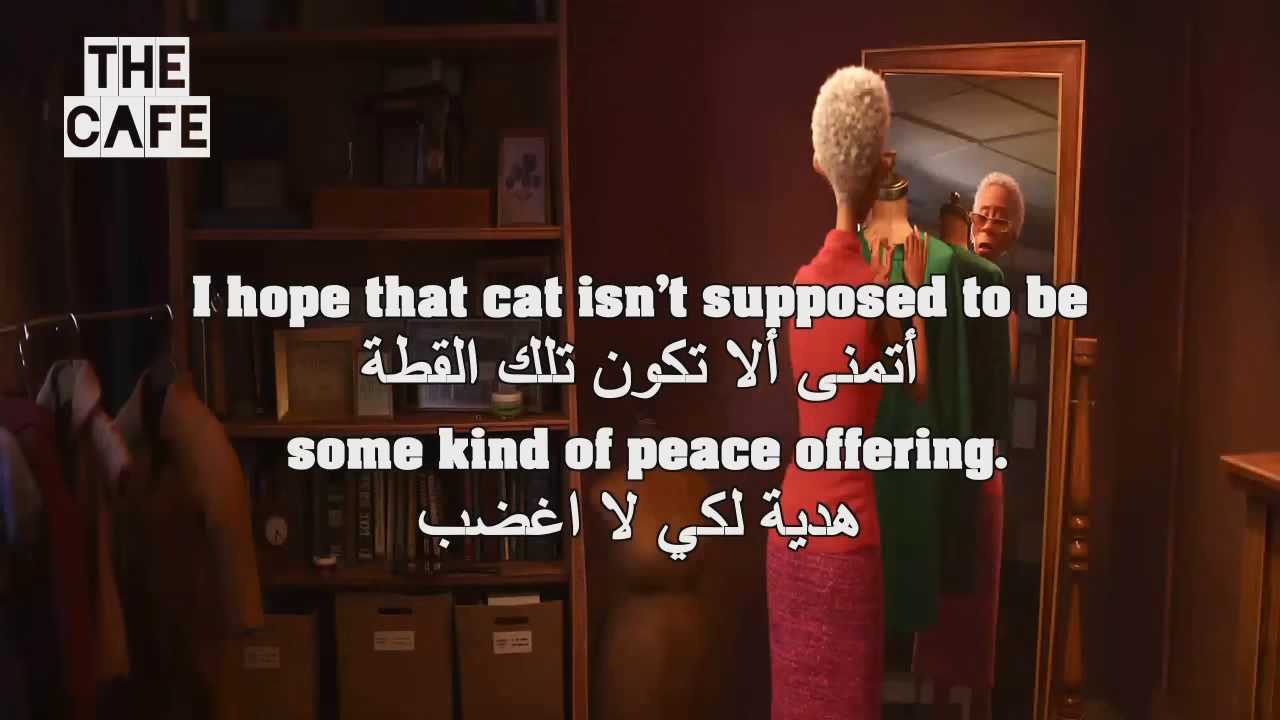 THE
CAFE
I hope that cat isn't supposed to be
أتمنى ألا تكون تلك القطة
some kind of peace offering.
هدية لكي لا اغضب